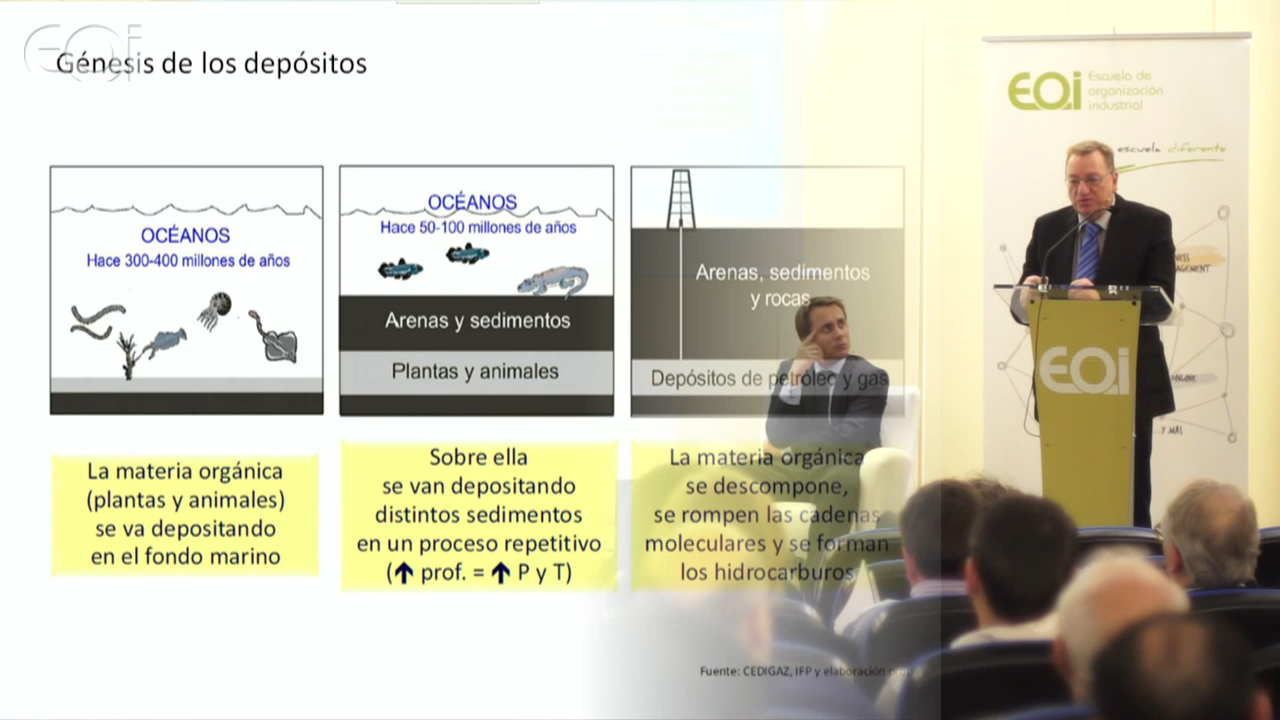 EOi
Génesis de los depósitos
OCÉANOS
Hace 300-400 millones de años
OCÉANOS
Hace 50-100 millones de años
Arenas y sedimentos
Plantas y animales
Arenas, sedimentos
y rocas
Depósitos de petróleo y gas
La materia orgánica
(plantas y animales)
se va depositando
en el fondo marino
Sobre ella
se van depositando
distintos sedimentos
en un proceso repetitivo
(↑ prof. = ↑ P y T)
La materia orgánica
se descompone,
se rompen las cadenas
moleculares y se forman
los hidrocarburos
Fuente: CEDIGAZ, IFP y elaboración
EOi
Escuela de
organización
industrial
escuela diferente
EOi
Y MÁS